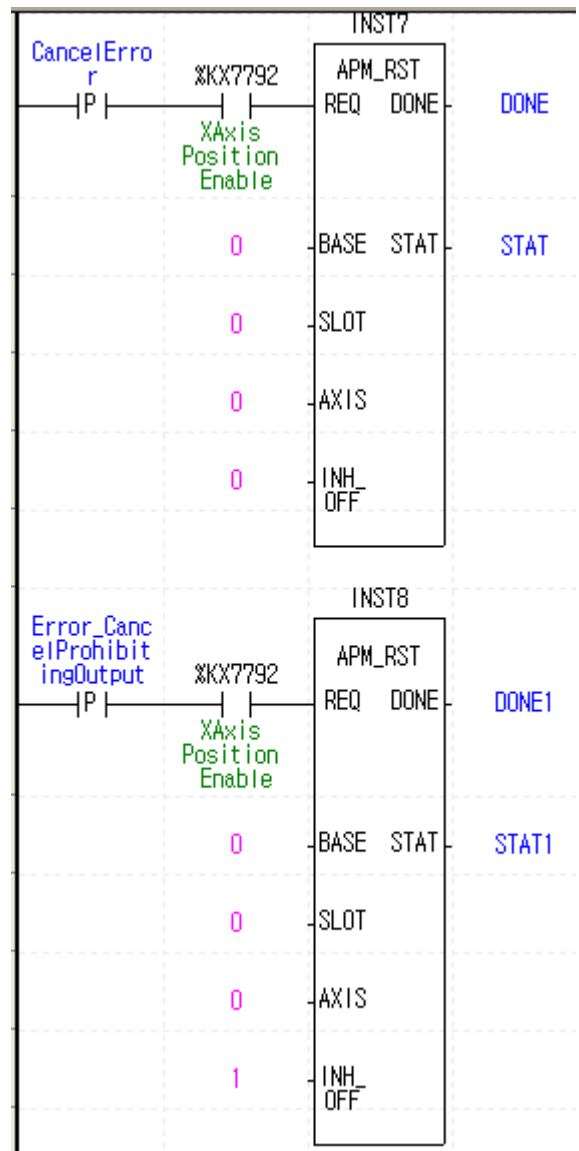 INST7
CancelErro
r
%KX7792
APM_RST
P
REQ DONE
DONE
XAxis
Position
Enable
0
BASE STAT
STAT
0
SLOT
0
AXIS
0
INH_
OFF
INST8
Error_Canc
elProhibit
ingOutput
%KX7792
APM_RST
P
REQ DONE
DONE1
XAxis
Position
Enable
0
BASE STAT
STAT1
0
SLOT
0
AXIS
1
INH_
OFF